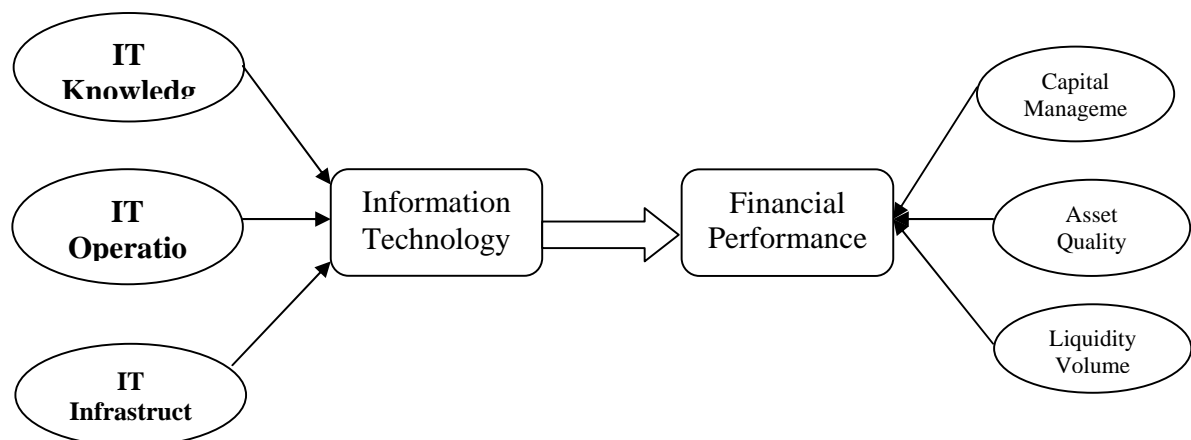 IT
Knowledg
IT
Operatio
IT
Infrastruct
Information
Technology
Financial
Performance
Capital
Manageme
Asset
Quality
Liquidity
Volume